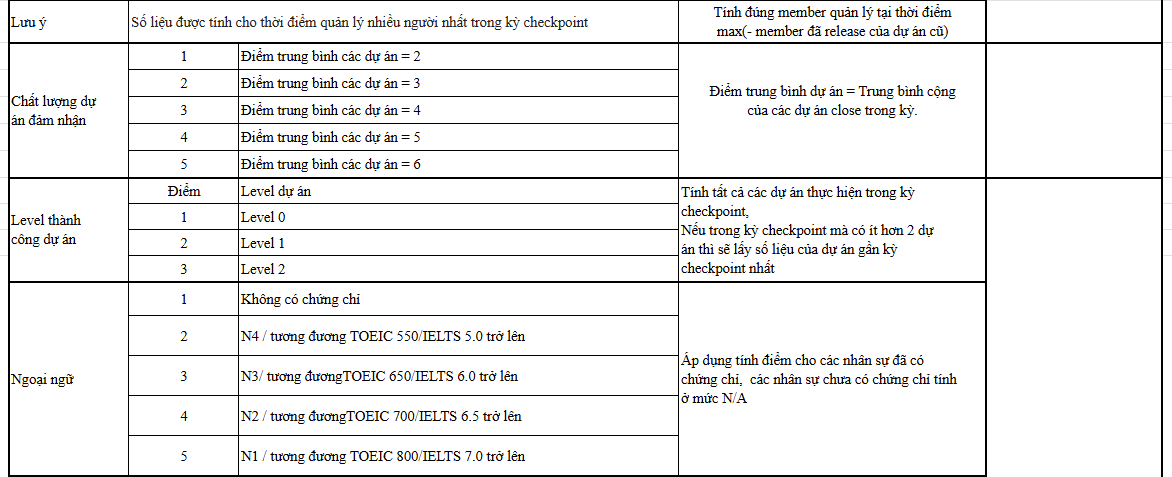 Lưu ý
Số liệu được tính cho thời điểm quản lý nhiều người nhất trong kỳ checkpoint
Tính đúng member quản lý tại thời điểm
max(- member đã release của dự án cũ)
Chất lượng dự
án đảm nhận
1
Điểm trung bình các dự án = 2
2
Điểm trung bình các dự án = 3
3
Điểm trung bình các dự án = 4
4
Điểm trung bình các dự án = 5
5
Điểm trung bình các dự án = 6
Điểm trung bình dự án = Trung bình cộng
của các dự án close trong kỳ.
Level thành
công dự án
Điểm
Level dự án
1
Level 0
2
Level 1
3
Level 2
Tính tất cả các dự án thực hiện trong kỳ
checkpoint,
Nếu trong kỳ checkpoint mà có ít hơn 2 dự
án thì sẽ lấy số liệu của dự án gần kỳ
checkpoint nhất
Ngoại ngữ
1
Không có chứng chỉ
2
N4 / tương đương TOEIC 550/IELTS 5.0 trở lên
3
N3/ tương đươngTOEIC 650/IELTS 6.0 trở lên
4
N2 / tương đươngTOEIC 700/IELTS 6.5 trở lên
5
N1 / tương đương TOEIC 800/IELTS 7.0 trở lên
Áp dụng tính điểm cho các nhân sự đã có
chứng chỉ,  các nhân sự chưa có chứng chỉ tính
ở mức N/A